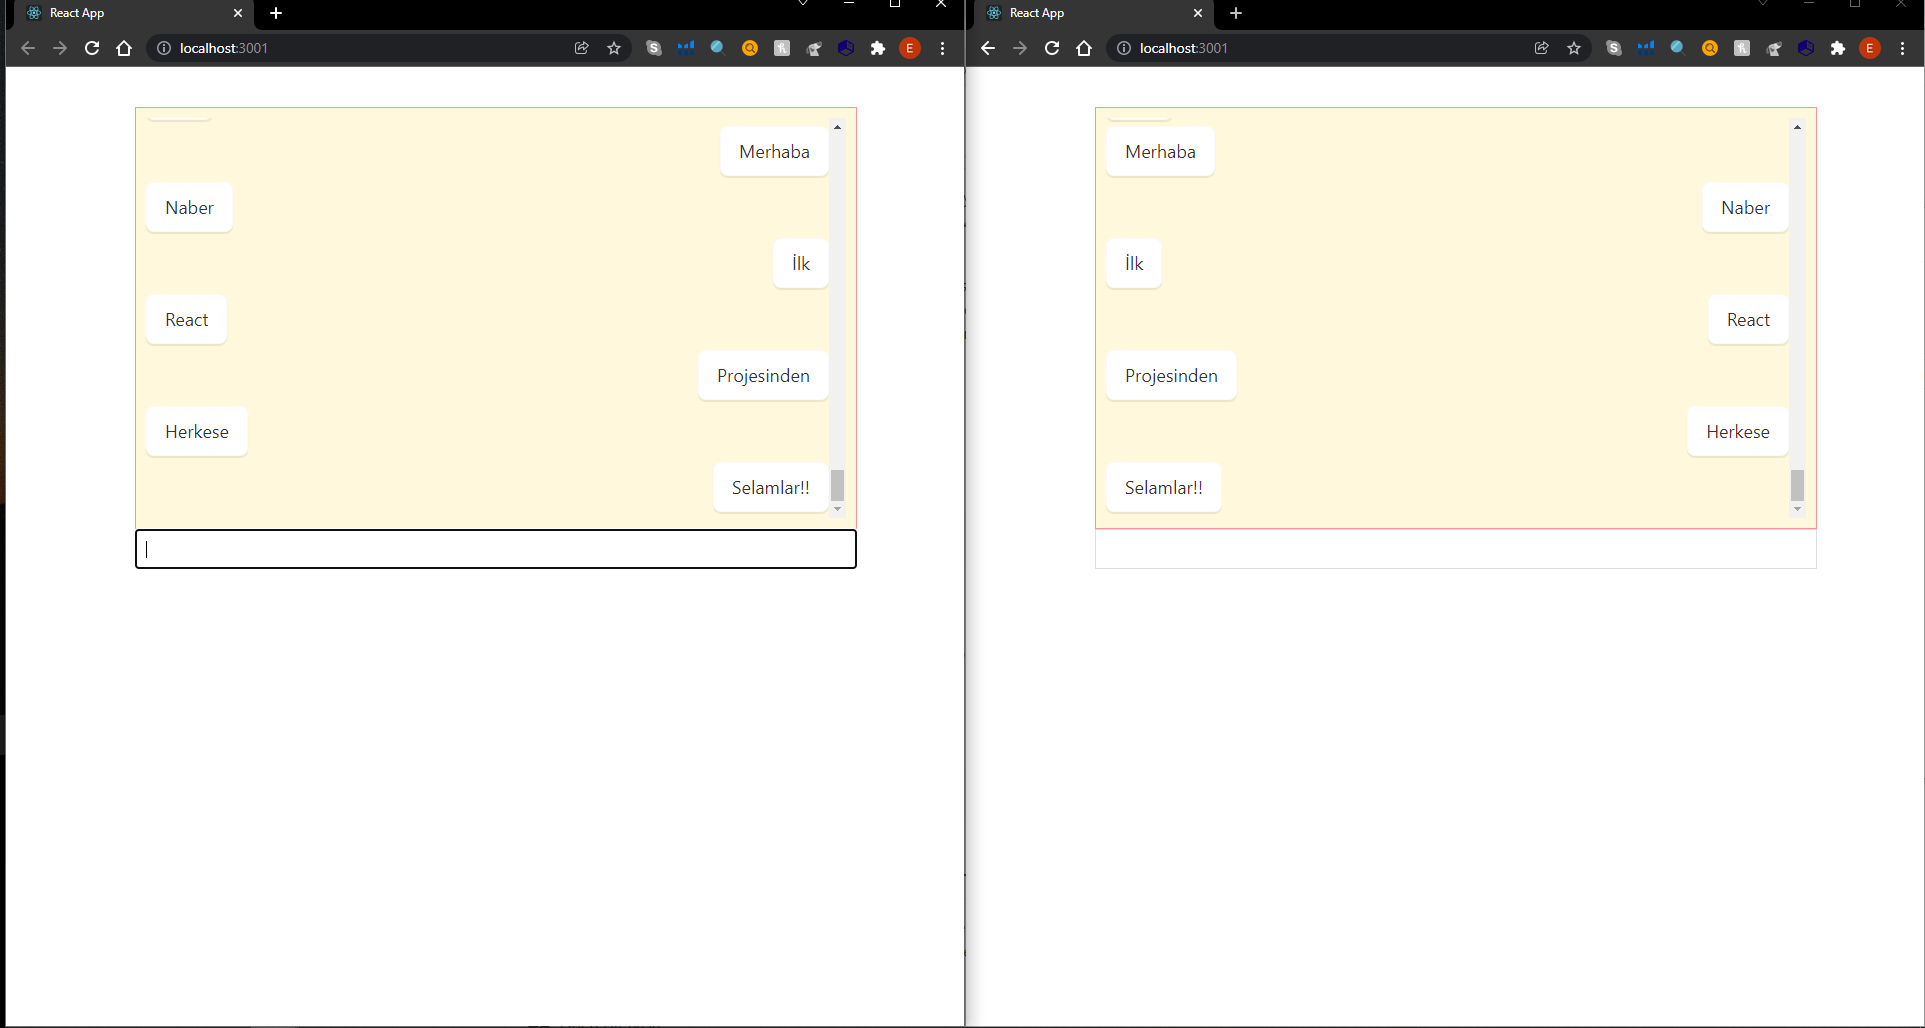 React App
localhost:3001
E
Merhaba
Naber
İlk
React
Projesinden
Herkese
Selamlar!!
React App
localhost:3001
E
Merhaba
Naber
İlk
React
Projesinden
Herkese
Selamlar!!